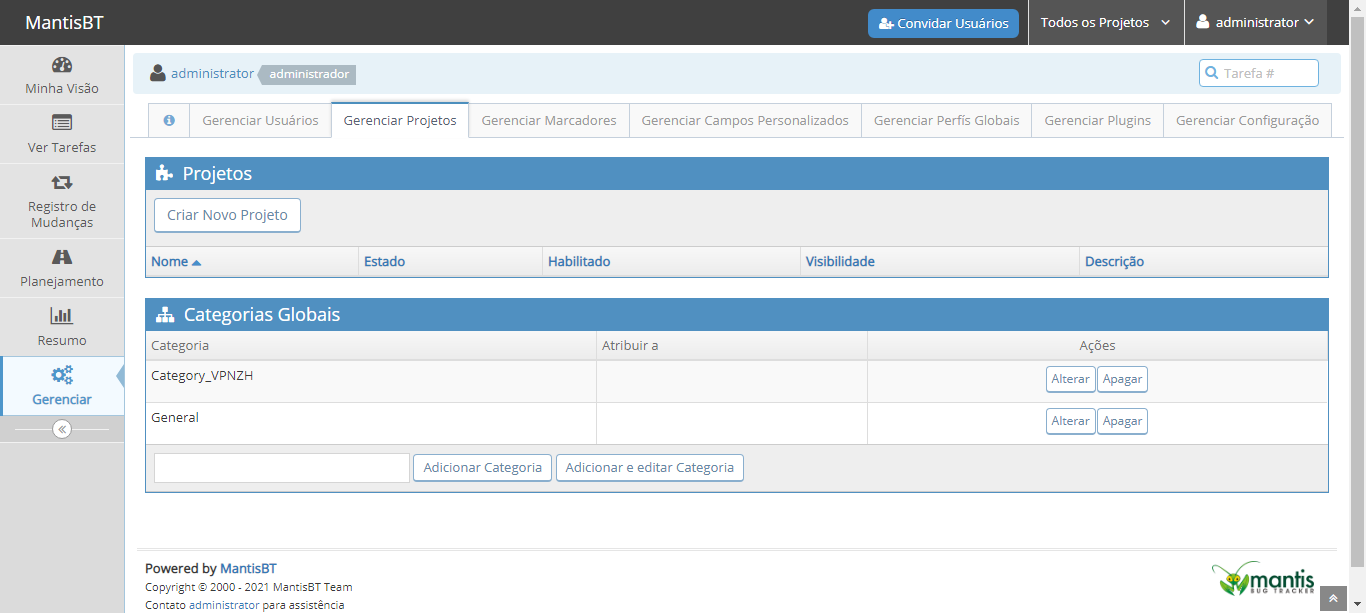 MantisBT
Convidar Usuários
Todos os Projetos
administrator
Minha Visão
Ver Tarefas
Registro de
Mudanças
Planejamento
Resumo
Gerenciar
administrator administrador
Tarefa #
Gerenciar Usuários
Gerenciar Projetos
Gerenciar Marcadores
Gerenciar Campos Personalizados
Gerenciar Perfís Globais
Gerenciar Plugins
Gerenciar Configuração
Projetos
Criar Novo Projeto
Nome Estado Habilitado Visibilidade Descrição
Categorias Globais
Categoria Atribuir a Ações
Category_VPNZH Alterar Apagar
General Alterar Apagar
Adicionar Categoria Adicionar e editar Categoria
Powered by MantisBT
Copyright © 2000 - 2021 MantisBT Team
Contato administrator para assistência
mantis
BUG TRACKER